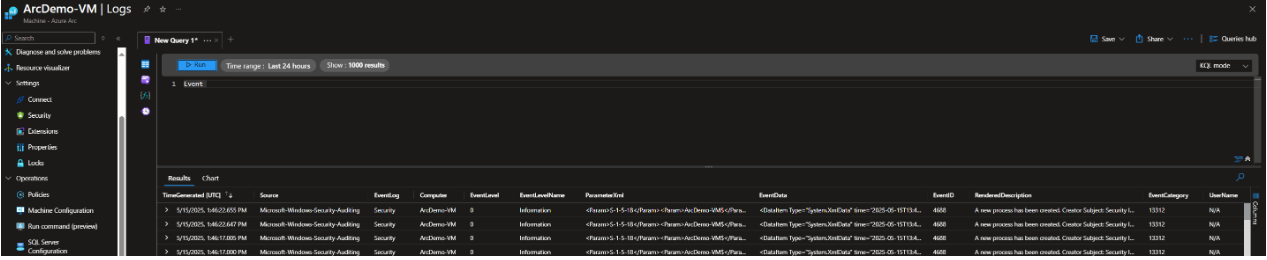 ArcDemo-VM | Logs
Machine - Azure Arc
Search
Diagnose and solve problems
Resource visualizer
Settings
Connect
Security
Extensions
Properties
Locks
Operations
Policies
Machine Configuration
Run command (preview)
SQL Server
Configuration
New Query 1*
Save
Share
Queries hub
Run
Time range : Last 24 hours
Show : 1000 results
KQL mode
1 Event
Results Chart
TimeGenerated [UTC] Source EventLog Computer EventLevel EventLevelName ParameterXml EventData EventID RenderedDescription EventCategory UserName
5/15/2025, 1:46:22.655 PM Microsoft-Windows-Security-Auditing Security ArcDemo-VM 0 Information <Param>S-1-5-18</Param><Param>ArcDemo-VM$</Para... <DataItem Type="System.XmlData" time="2025-05-15T13:4... 4688 A new process has been created. Creator Subject: Security I... 13312 N/A
5/15/2025, 1:46:22.647 PM Microsoft-Windows-Security-Auditing Security ArcDemo-VM 0 Information <Param>S-1-5-18</Param><Param>ArcDemo-VM$</Para... <DataItem Type="System.XmlData" time="2025-05-15T13:4... 4688 A new process has been created. Creator Subject: Security I... 13312 N/A
5/15/2025, 1:46:17.005 PM Microsoft-Windows-Security-Auditing Security ArcDemo-VM 0 Information <Param>S-1-5-18</Param><Param>ArcDemo-VM$</Para... <DataItem Type="System.XmlData" time="2025-05-15T13:4... 4688 A new process has been created. Creator Subject: Security I... 13312 N/A
5/15/2025, 1:46:17.000 PM Microsoft-Windows-Security-Auditing Security ArcDemo-VM 0 Information <Param>S-1-5-18</Param><Param>ArcDemo-VM$</Para... <DataItem Type="System.XmlData" time="2025-05-15T13:4... 4688 A new process has been created. Creator Subject: Security I... 13312 N/A
Columns